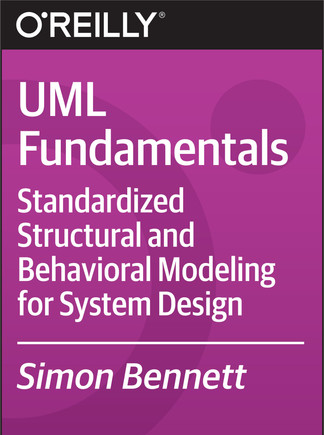 O'REILLY®
UML
Fundamentals
Standardized
Structural and
Behavioral Modeling
for System Design
Simon Bennett